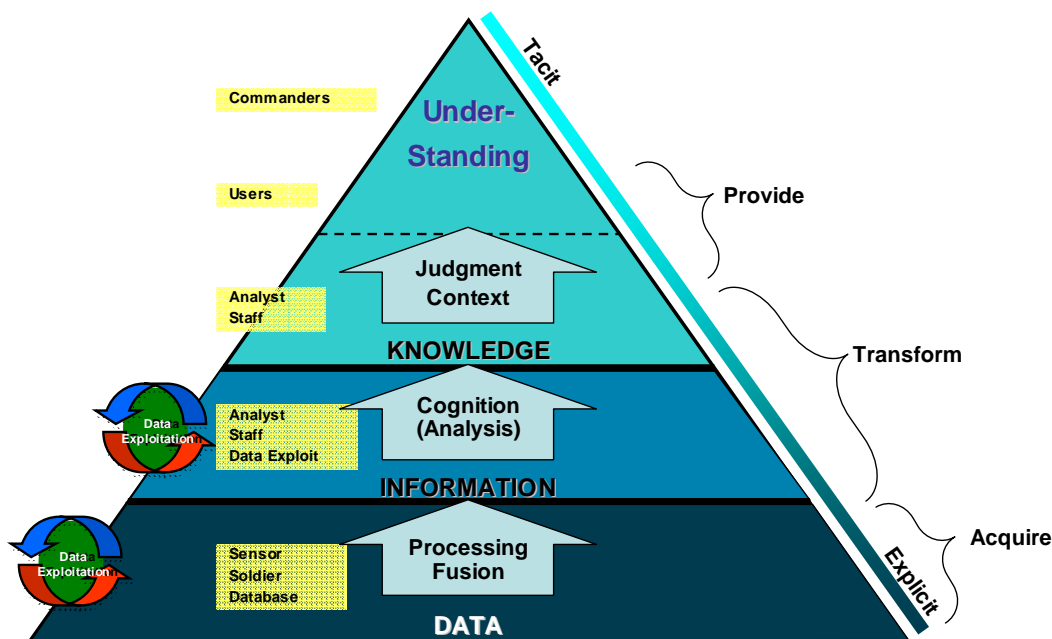 Tacit
Commanders
Under-
Standing
Users
Provide
Judgment
Context
Analyst
Staff
KNOWLEDGE
Transform
Cognition
(Analysis)
Analyst
Staff
Data Exploit
Data
Exploitation
INFORMATION
Acquire
Processing
Fusion
Sensor
Soldier
Database
Data
Exploitation
Explicit
DATA